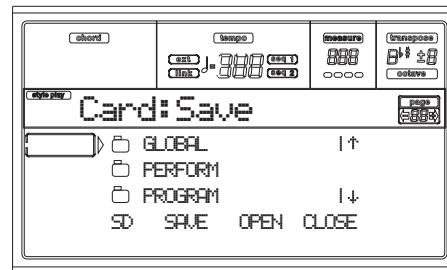 chord tempo measure transpose
ext seq 1
link seq 2
octave
style play
Card:Save
page
GLOBAL
PERFORM
PROGRAM
SD SAVE OPEN CLOSE